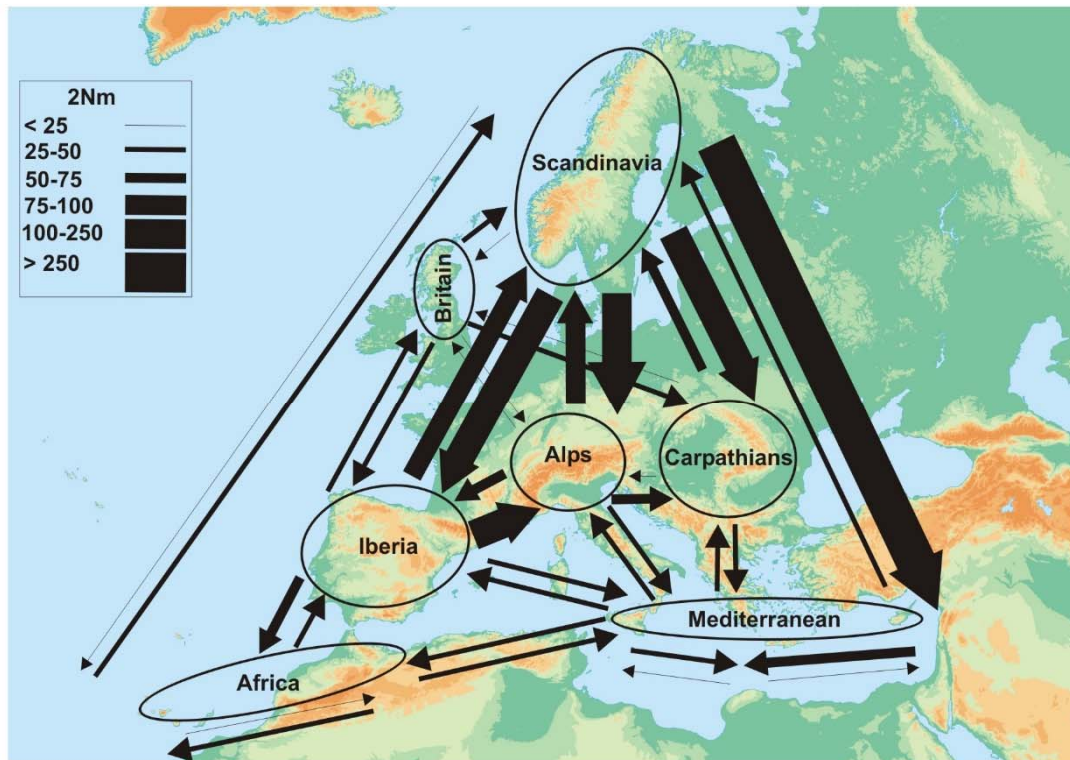 2Nm
< 25
25-50
50-75
75-100
100-250
> 250
Scandinavia
Britain
Alps
Carpathians
Iberia
Mediterranean
Africa